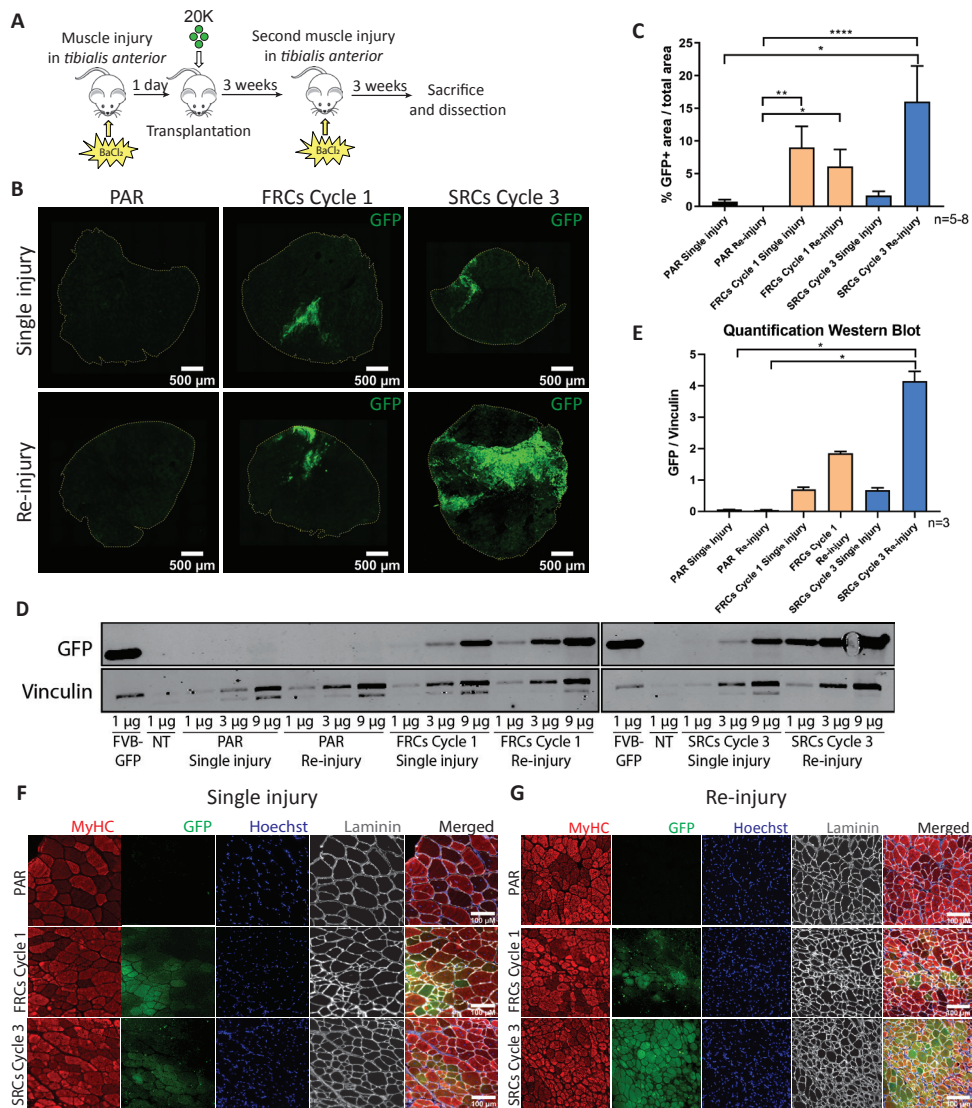 A
20K
Muscle injury
in tibialis anterior
1 day
3 weeks
Transplantation
Second muscle injury
in tibialis anterior
3 weeks
Sacrifice
and dissection
BaCl₂
BaCl₂
B
PAR
FRCs Cycle 1
SRCs Cycle 3
Single injury
GFP
GFP
500 µm
500 µm
500 µm
Re-injury
GFP
GFP
500 µm
500 µm
500 µm
C
% GFP+ area / total area
25
20
15
10
5
0
****
*
**
*
PAR Single injury
PAR Re-injury
FRCs Cycle 1 Single injury
FRCs Cycle 1 Re-injury
SRCs Cycle 3 Single injury
SRCs Cycle 3 Re-injury
n=5-8
E
Quantification Western Blot
GFP / Vinculin
5
4
3
2
1
0
*
*
PAR Single Injury
PAR Re-injury
FRCs Cycle 1 Single Injury
FRCs Cycle 1
Re-injury
SRCs Cycle 3 Single Injury
SRCs Cycle 3 Re-injury
n=3
D
GFP
Vinculin
1 µg 1 µg 1 µg 3 µg 9 µg 1 µg 3 µg 9 µg 1 µg 3 µg 9 µg 1 µg 3 µg 9 µg 1 µg 1 µg 1 µg 3 µg 9 µg 1 µg 3 µg 9 µg
FVB-
GFP
NT
PAR
Single injury
PAR
Re-injury
FRCs Cycle 1
Single injury
FRCs Cycle 1
Re-injury
FVB-
GFP
NT
SRCs Cycle 3
Single injury
SRCs Cycle 3
Re-injury
F
Single injury
MyHC GFP Hoechst Laminin Merged
PAR
100 µM
FRCs Cycle 1
100 µM
SRCs Cycle 3
100 µM
G
Re-injury
MyHC GFP Hoechst Laminin Merged
PAR
100 µM
FRCs Cycle 1
100 µm
SRCs Cycle 3
100 µM